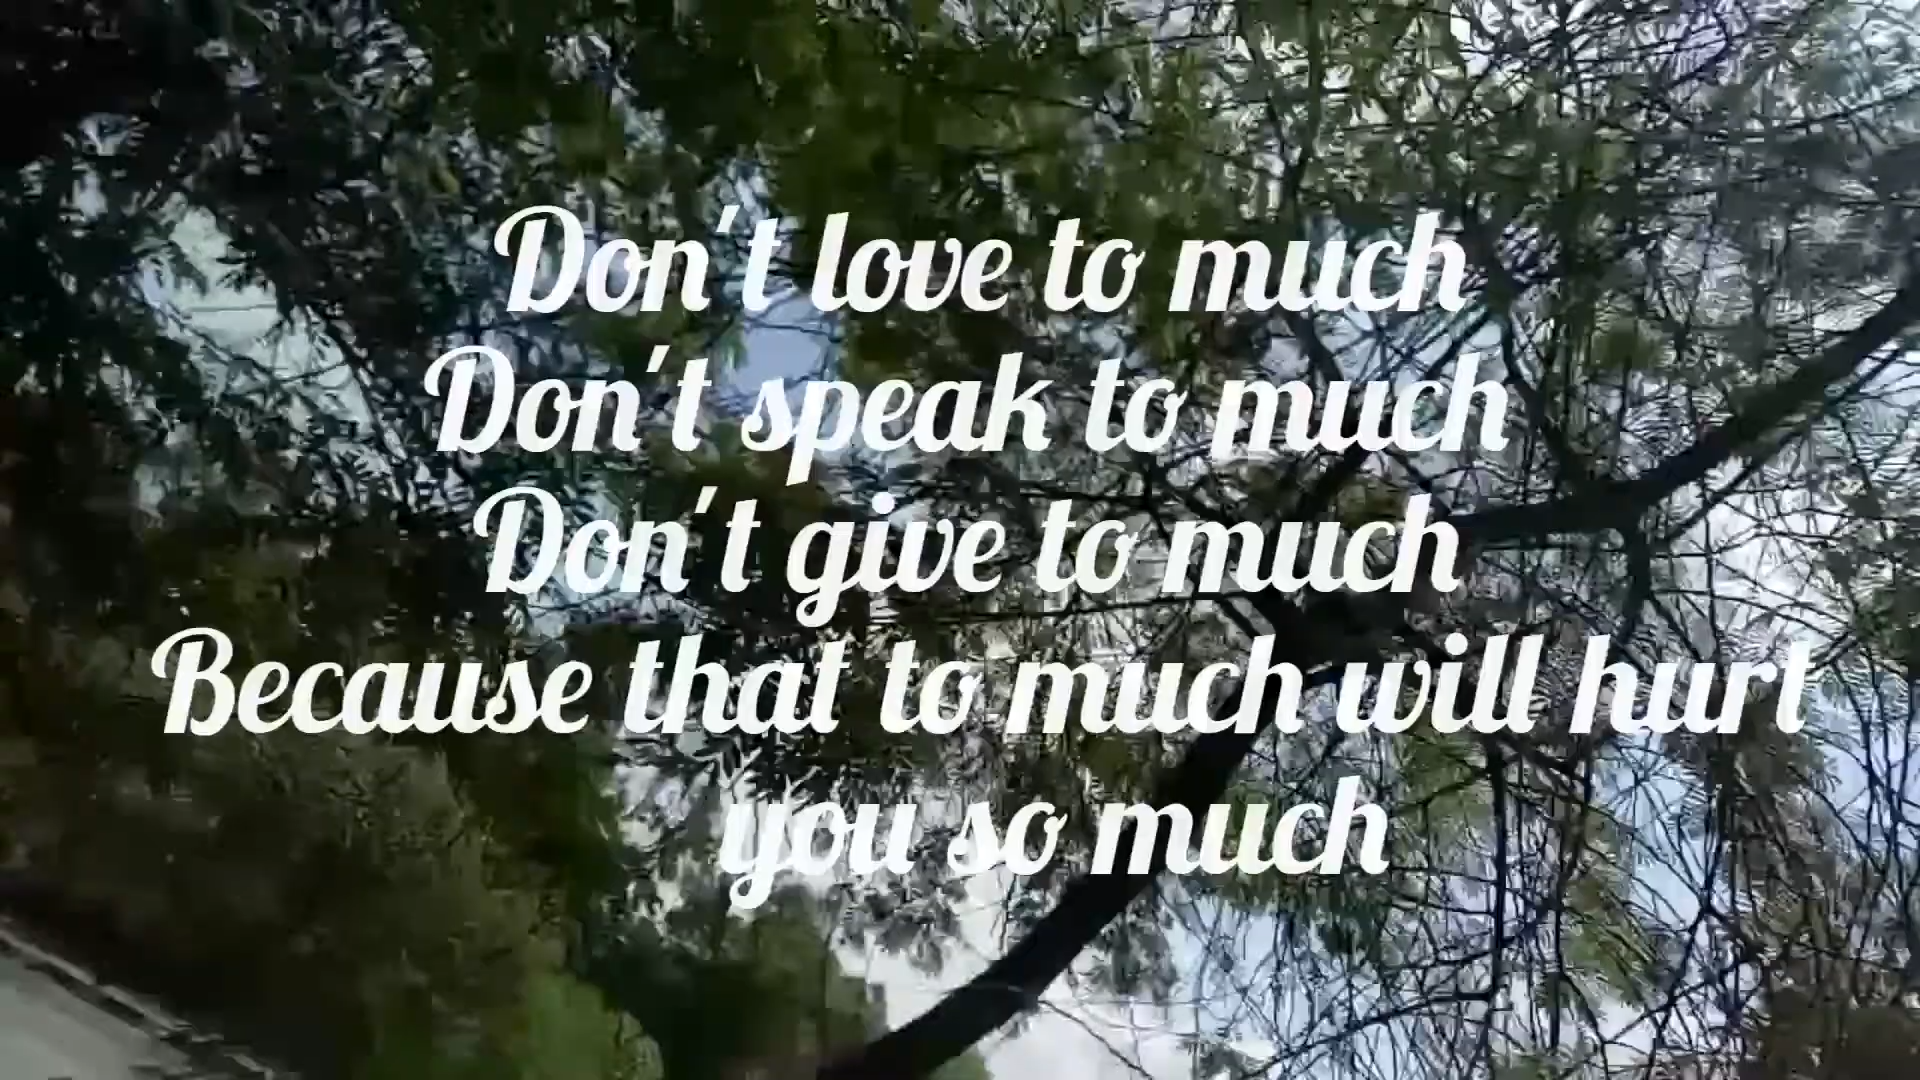 Don't love to much
Don't speak to much
Don't give to much
Because that to much will hurt
you so much